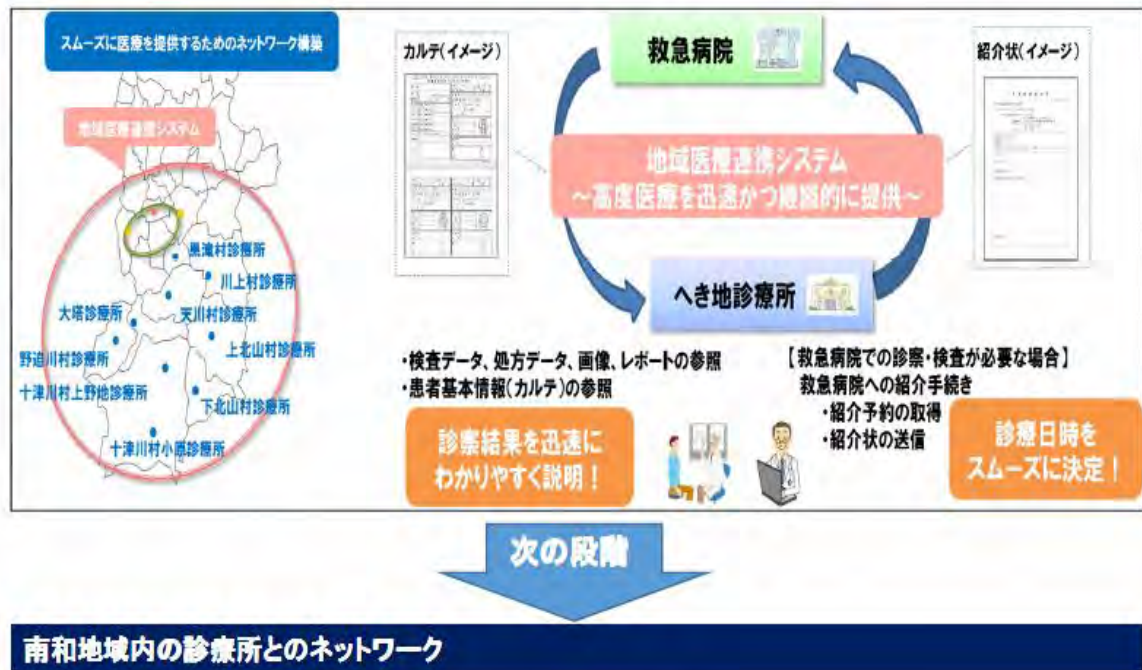 スムーズに医療を提供するためのネットワーク構築
地域医療連携システム
黒滝村診療所
川上村診療所
大塔診療所
天川村診療所
野迫川村診療所
上北山村診療所
十津川村上野地診療所
下北山村診療所
十津川村小原診療所
カルテ(イメージ)
救急病院
紹介状(イメージ)
地域医療連携システム
～高度医療を迅速かつ継続的に提供～
へき地診療所
・検査データ、処方データ、画像、レポートの参照
・患者基本情報(カルテ)の参照
診察結果を迅速に
わかりやすく説明！
【救急病院での診察・検査が必要な場合】
救急病院への紹介手続き
・紹介予約の取得
・紹介状の送信
診療日時を
スムーズに決定！
次の段階
南和地域内の診療所とのネットワーク